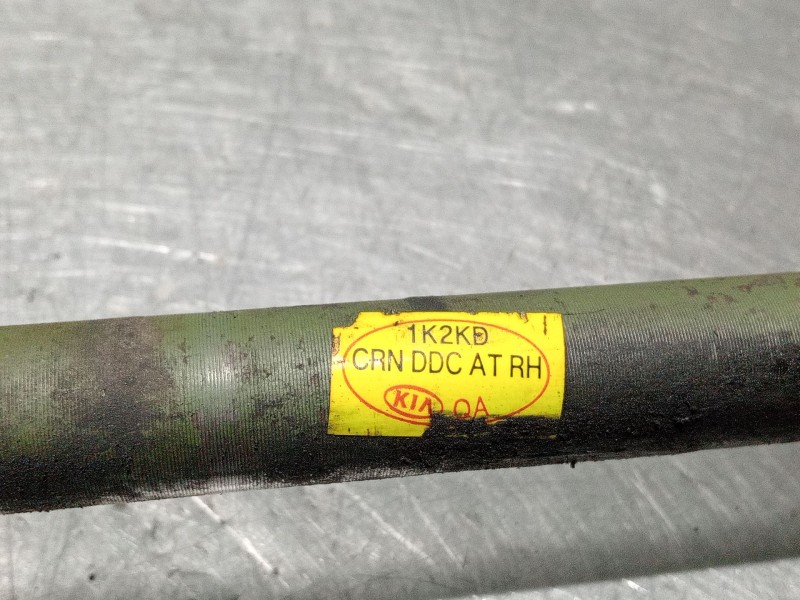 1K2KD
CRN DDC AT RH
KIA QA